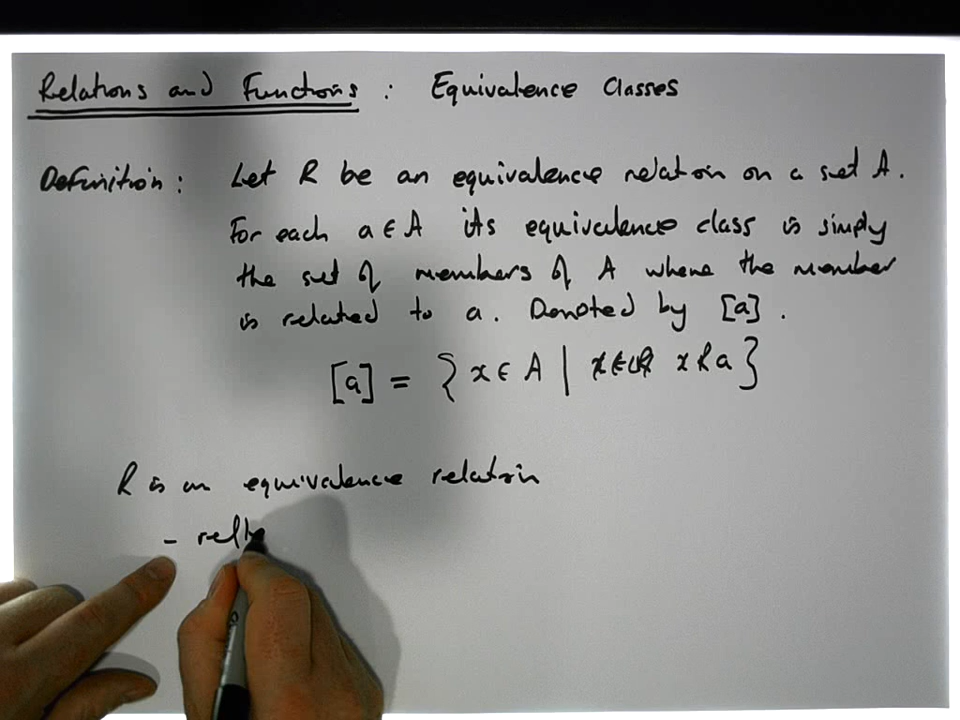 Relations and Functions : Equivalence Classes
Definition : Let R be an equivalence relation on a set A.
For each a ∈ A its equivalence class is simply
the set of members of A where the member
is related to a. Denoted by [a].
[a] = { x ∈ A | x R a }
R is an equivalence relation
- refl